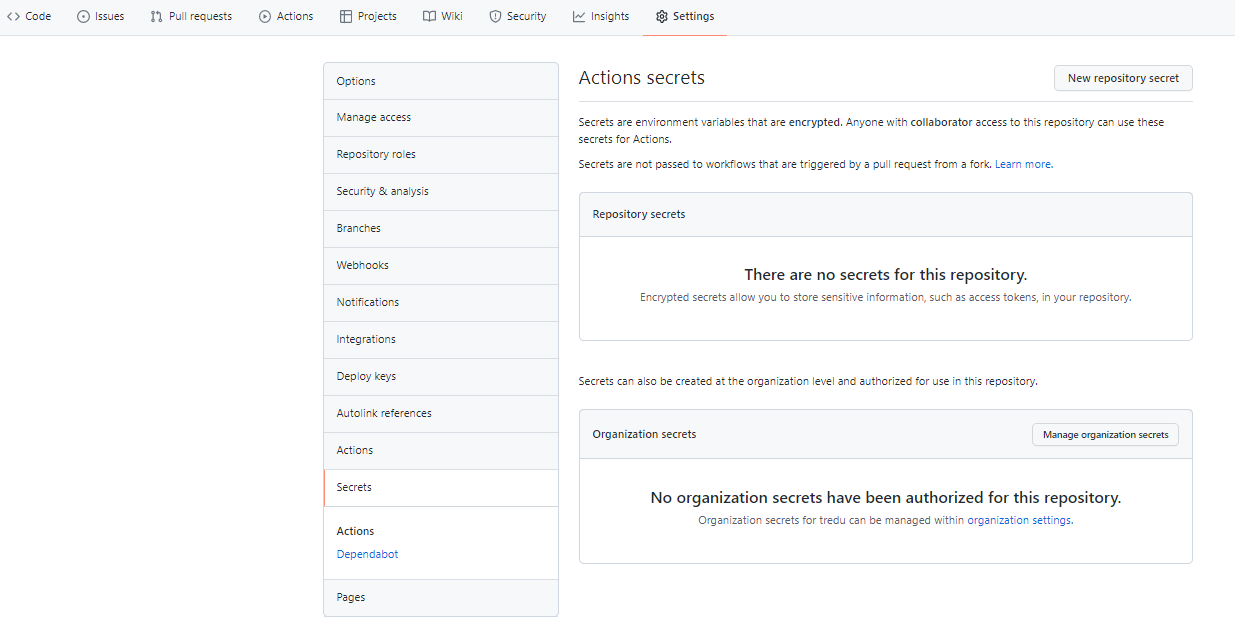 Code Issues Pull requests Actions Projects Wiki Security Insights Settings
Options
Manage access
Repository roles
Security & analysis
Branches
Webhooks
Notifications
Integrations
Deploy keys
Autolink references
Actions
Secrets
Actions
Dependabot
Pages
Actions secrets
New repository secret
Secrets are environment variables that are encrypted. Anyone with collaborator access to this repository can use these
secrets for Actions.
Secrets are not passed to workflows that are triggered by a pull request from a fork. Learn more.
Repository secrets
There are no secrets for this repository.
Encrypted secrets allow you to store sensitive information, such as access tokens, in your repository.
Secrets can also be created at the organization level and authorized for use in this repository.
Organization secrets
Manage organization secrets
No organization secrets have been authorized for this repository.
Organization secrets for tredu can be managed within organization settings.